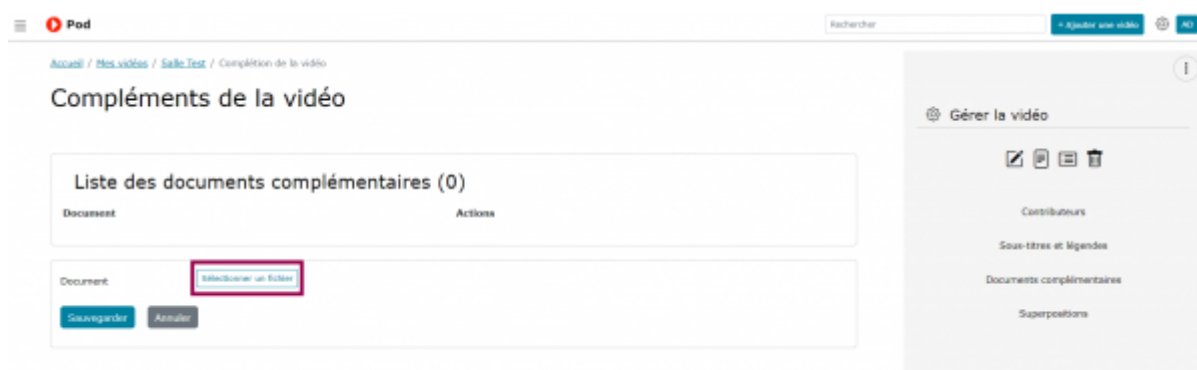 Pod
Rechercher
+ Ajouter une vidéo
AD
Accueil / Mes vidéos / Salle Test / Complétion de la vidéo
Compléments de la vidéo
Gérer la vidéo
Liste des documents complémentaires (0)
Document
Actions
Contributeurs
Sous-titres et légendes
Document
Sélectionner un fichier
Documents complémentaires
Sauvegarder
Annuler
Superpositions